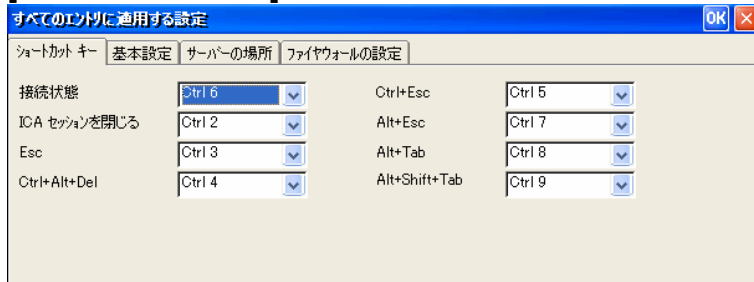 すべてのエントリに適用する設定 OK
ショートカット キー 基本設定 サーバーの場所 ファイヤウォールの設定
接続状態 Ctrl 6 Ctrl+Esc Ctrl 5
ICA セッションを閉じる Ctrl 2 Alt+Esc Ctrl 7
Esc Ctrl 3 Alt+Tab Ctrl 8
Ctrl+Alt+Del Ctrl 4 Alt+Shift+Tab Ctrl 9